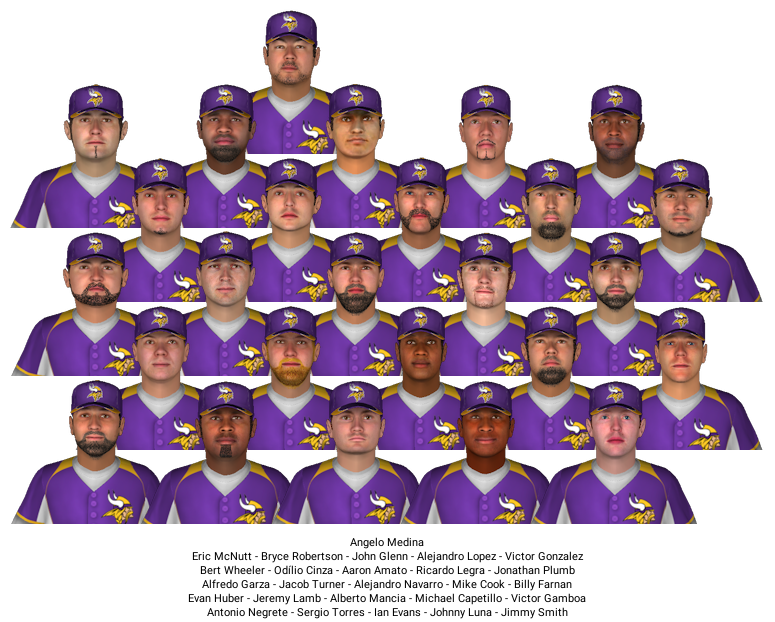 Angelo Medina
Eric McNutt - Bryce Robertson - John Glenn - Alejandro Lopez - Victor Gonzalez
Bert Wheeler - Odílio Cinza - Aaron Amato - Ricardo Legra - Jonathan Plumb
Alfredo Garza - Jacob Turner - Alejandro Navarro - Mike Cook - Billy Farnan
Evan Huber - Jeremy Lamb - Alberto Mancia - Michael Capetillo - Victor Gamboa
Antonio Negrete - Sergio Torres - Ian Evans - Johnny Luna - Jimmy Smith